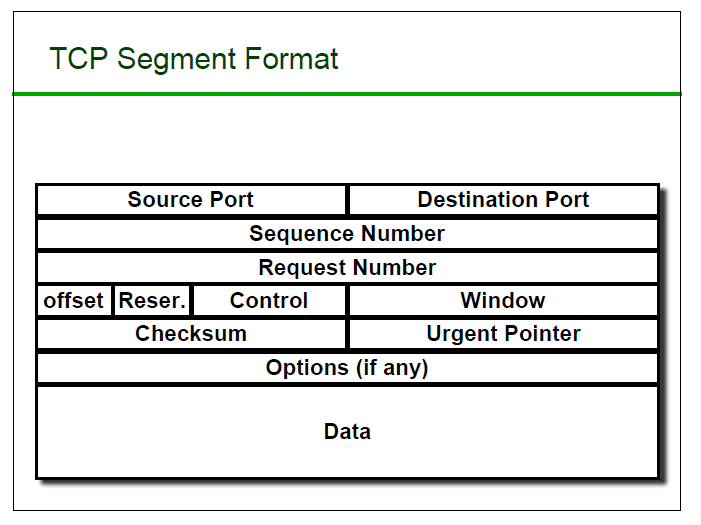 TCP Segment Format
Source Port Destination Port
Sequence Number
Request Number
offset Reser. Control Window
Checksum Urgent Pointer
Options (if any)
Data